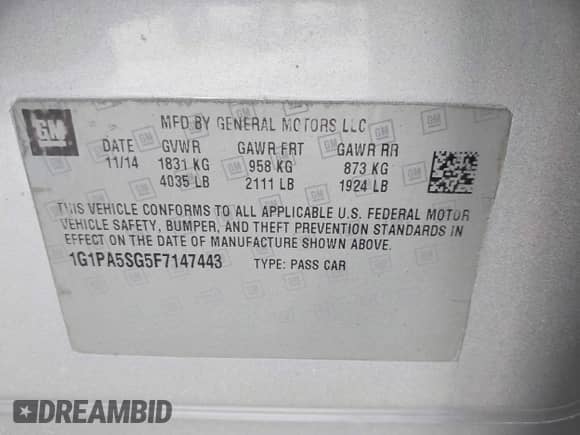 GM MFD BY GENERAL MOTORS LLC
DATE GVWR GAWR FRT GAWR RR
11/14 1831 KG 958 KG 873 KG
4035 LB 2111 LB 1924 LB
THIS VEHICLE CONFORMS TO ALL APPLICABLE U.S. FEDERAL MOTOR
VEHICLE SAFETY, BUMPER, AND THEFT PREVENTION STANDARDS IN
EFFECT ON THE DATE OF MANUFACTURE SHOWN ABOVE.
1G1PA5SG5F7147443 TYPE: PASS CAR
DREAMBID